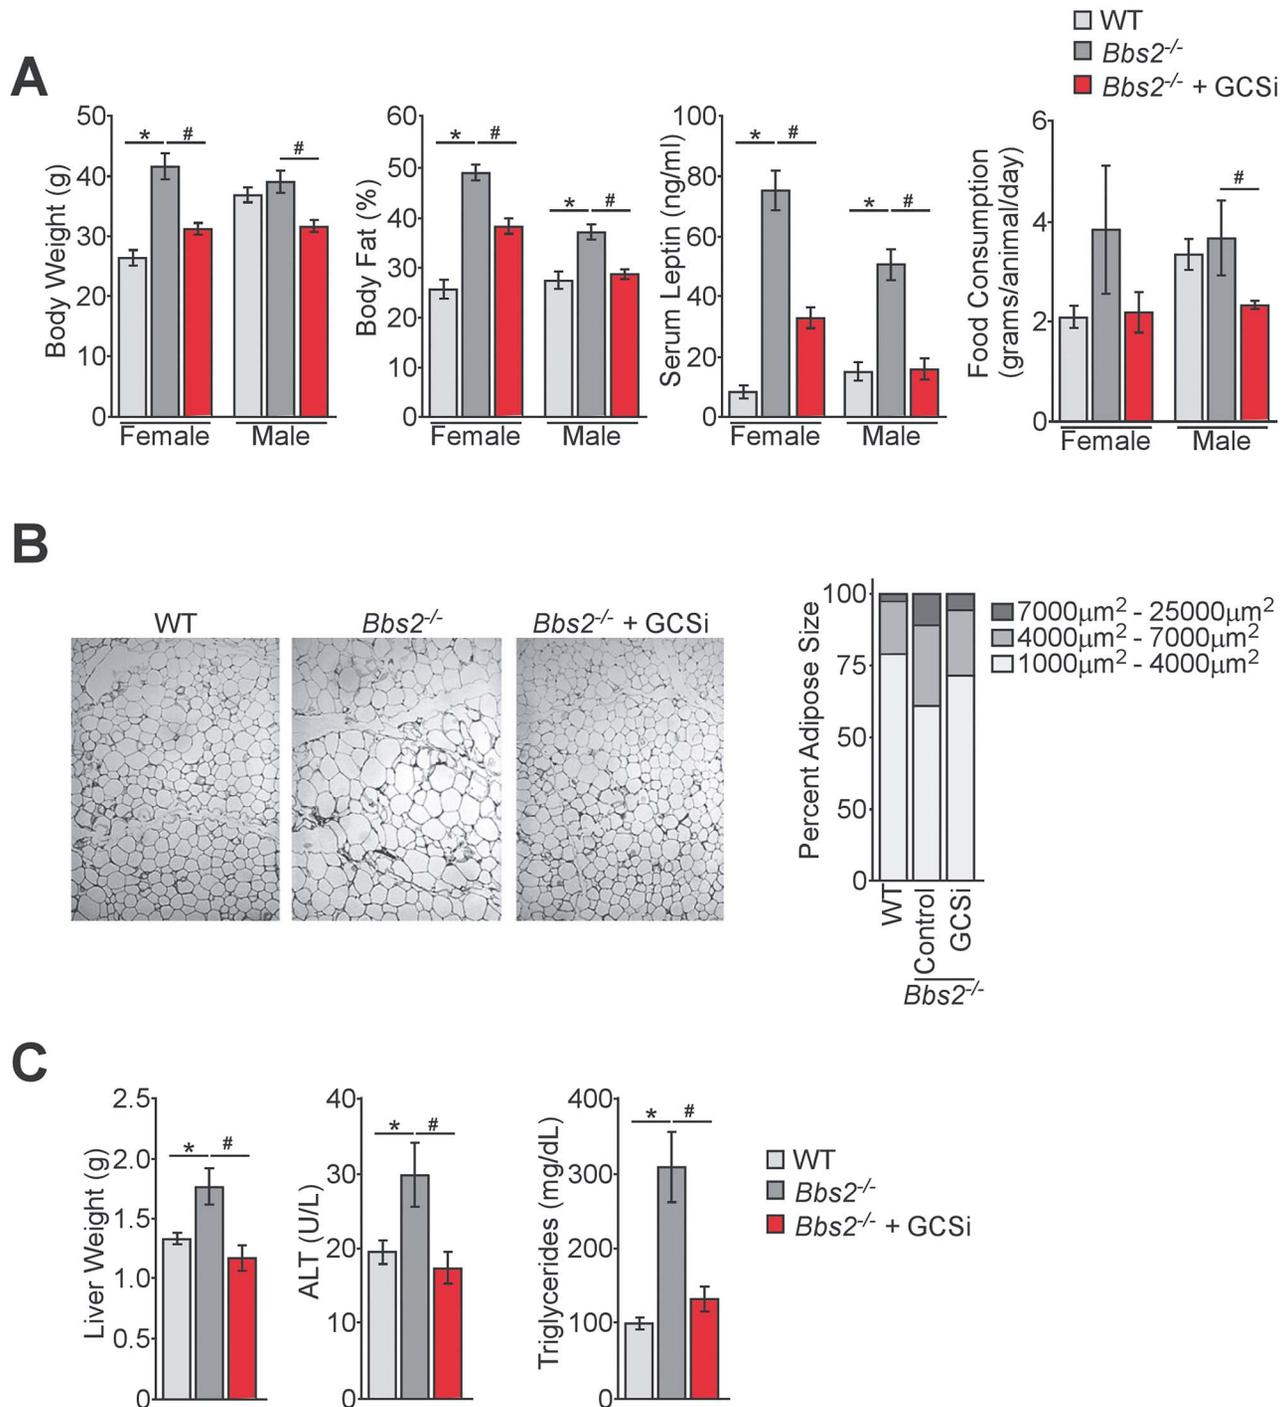 WT
Bbs2-/-
Bbs2-/- + GCSi
A
Body Weight (g)
50
40
30
20
10
0
* #
#
Female Male
Body Fat (%)
60
50
40
30
20
10
0
* #
* #
Female Male
Serum Leptin (ng/ml)
100
80
60
40
20
0
* #
* #
Female Male
Food Consumption
(grams/animal/day)
6
4
2
0
#
Female Male
B
WT
Bbs2-/-
Bbs2-/- + GCSi
Percent Adipose Size
100
75
50
50
0
7000µm2 - 25000µm2
4000µm2 - 7000µm2
1000µm2 - 4000µm2
WT
Control
GCSi
Bbs2-/-
C
Liver Weight (g)
2.5
2.0
1.5
1.0
0.5
0
* #
ALT (U/L)
40
30
20
10
0
* #
Triglycerides (mg/dL)
400
300
200
100
0
* #
WT
Bbs2-/-
Bbs2-/- + GCSi